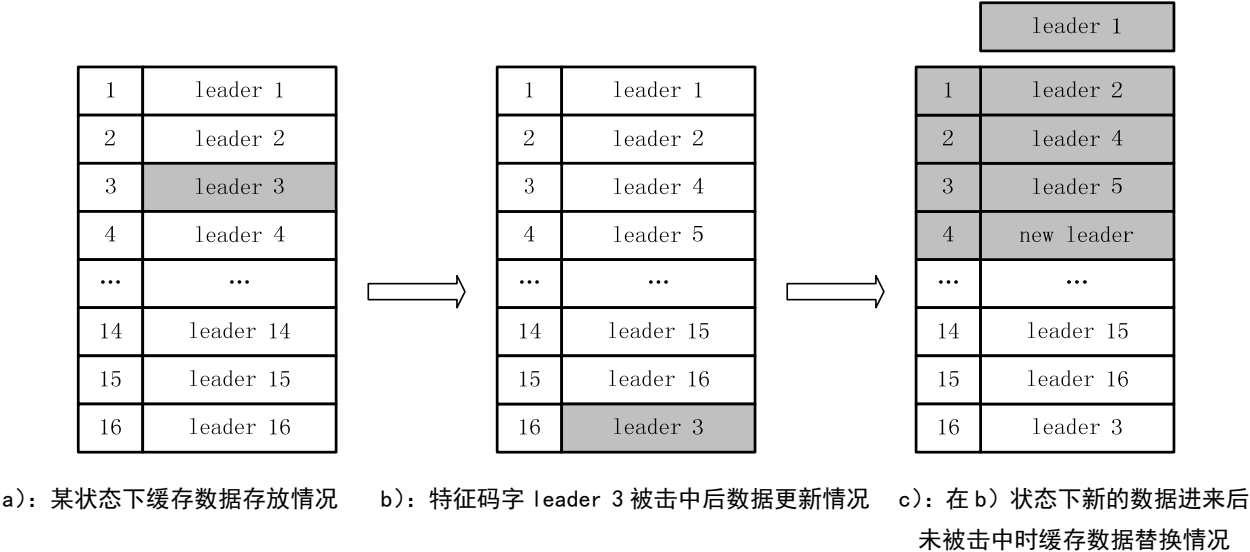 leader 1
1 leader 1
2 leader 2
3 leader 3
4 leader 4
… …
14 leader 14
15 leader 15
16 leader 16
1 leader 1
2 leader 2
3 leader 4
4 leader 5
… …
14 leader 15
15 leader 16
16 leader 3
1 leader 2
2 leader 4
3 leader 5
4 new leader
… …
14 leader 15
15 leader 16
16 leader 3
a）：某状态下缓存数据存放情况
b）：特征码字 leader 3 被击中后数据更新情况
c）：在 b）状态下新的数据进来后
未被击中时缓存数据替换情况